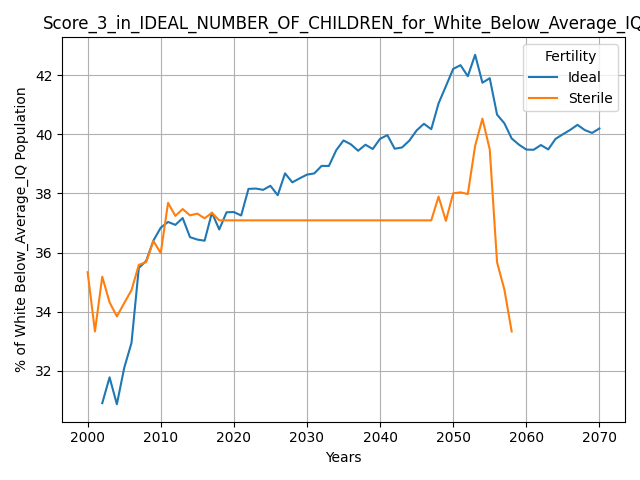 Score_3_in_IDEAL_NUMBER_OF_CHILDREN_for_White_Below_Average_IQ
Fertility
Ideal
Sterile
% of White Below_Average_IQ Population
42
40
38
36
34
32
2000 2010 2020 2030 2040 2050 2060 2070
Years